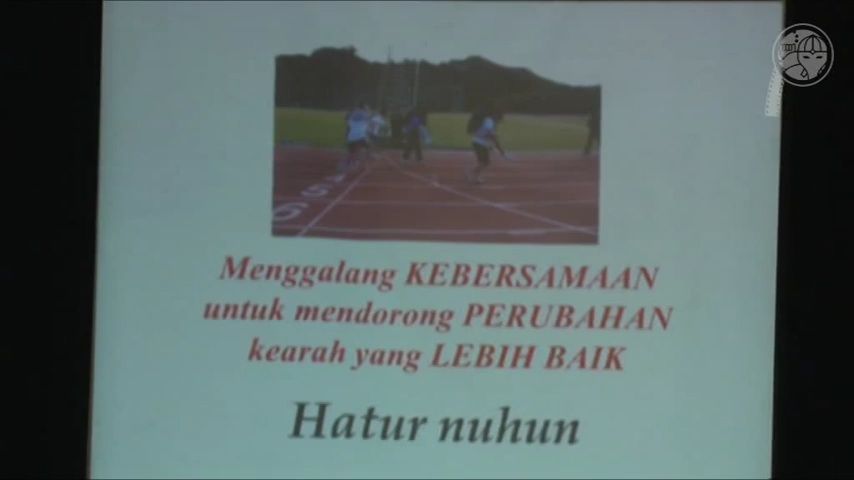 Menggalang KEBERSAMAAN
untuk mendorong PERUBAHAN
kearah yang LEBIH BAIK
Hatur nuhun